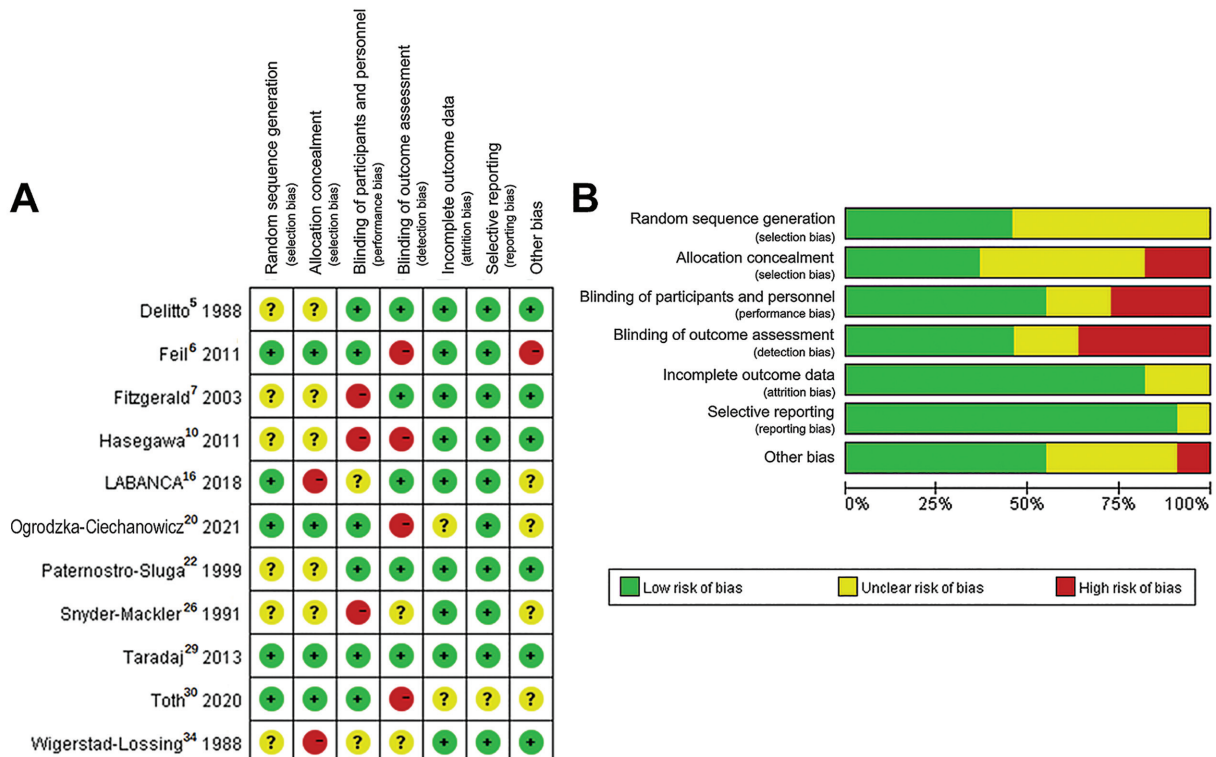 A
Random sequence generation
(selection bias)
Allocation concealment
(selection bias)
Blinding of participants and personnel
(performance bias)
Blinding of outcome assessment
(detection bias)
Incomplete outcome data
(attrition bias)
Selective reporting
(reporting bias)
Other bias
Delitto5 1988 ? ? + + + + +
Feil6 2011 + + + - + + -
Fitzgerald7 2003 ? ? - + + + +
Hasegawa10 2011 ? ? - - + + +
LABANCA16 2018 + - ? + + + ?
Ogrodzka-Ciechanowicz20 2021 + + + - ? + ?
Paternostro-Sluga22 1999 ? ? + + + + +
Snyder-Mackler26 1991 ? ? - ? + + ?
Taradaj29 2013 + + + + + + +
Toth30 2020 + + + - ? ? ?
Wigerstad-Lossing34 1988 ? - ? ? + + +
B
Random sequence generation
(selection bias)
Allocation concealment
(selection bias)
Blinding of participants and personnel
(performance bias)
Blinding of outcome assessment
(detection bias)
Incomplete outcome data
(attrition bias)
Selective reporting
(reporting bias)
Other bias
0% 25% 50% 75% 100%
Low risk of bias Unclear risk of bias High risk of bias